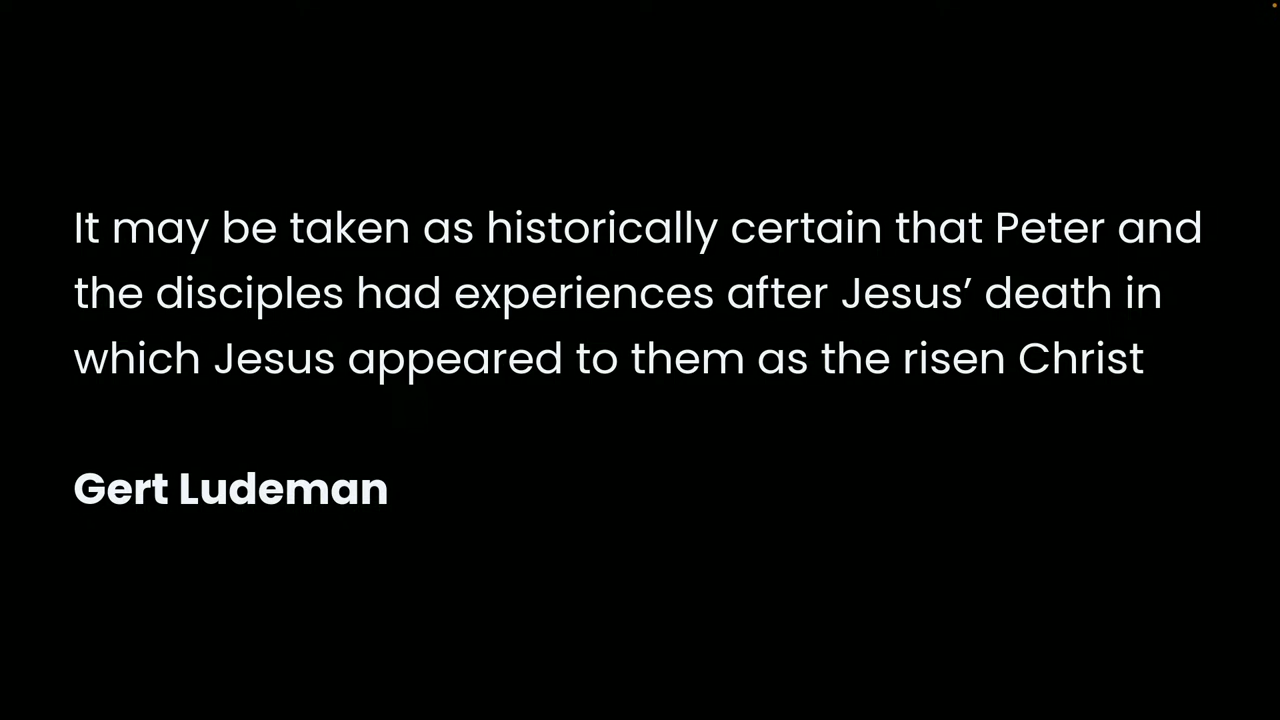 It may be taken as historically certain that Peter and
the disciples had experiences after Jesus’ death in
which Jesus appeared to them as the risen Christ
Gert Ludeman